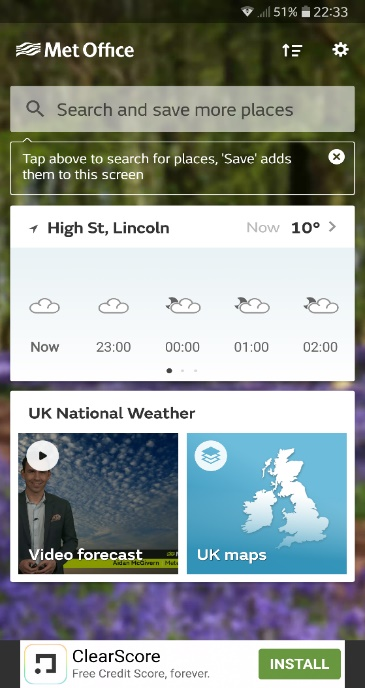 51% 22:33
Met Office
Search and save more places
Tap above to search for places, 'Save' adds
them to this screen
High St, Lincoln Now 10°
Now 23:00 00:00 01:00 02:00
UK National Weather
Video forecast
Aidan McGivern
UK maps
ClearScore
Free Credit Score, forever.
INSTALL